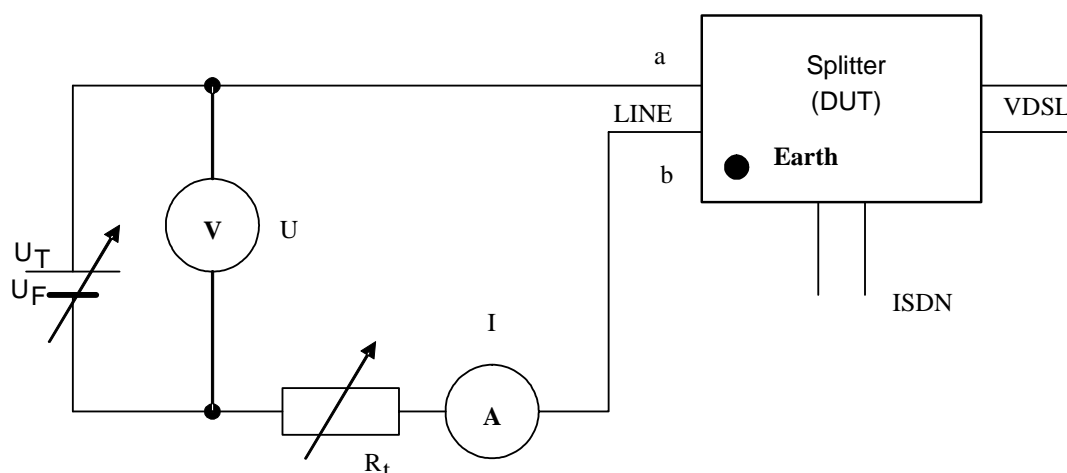 a
Splitter
(DUT)
LINE
VDSL
b
Earth
V
U
UT
UF
ISDN
I
A
Rt